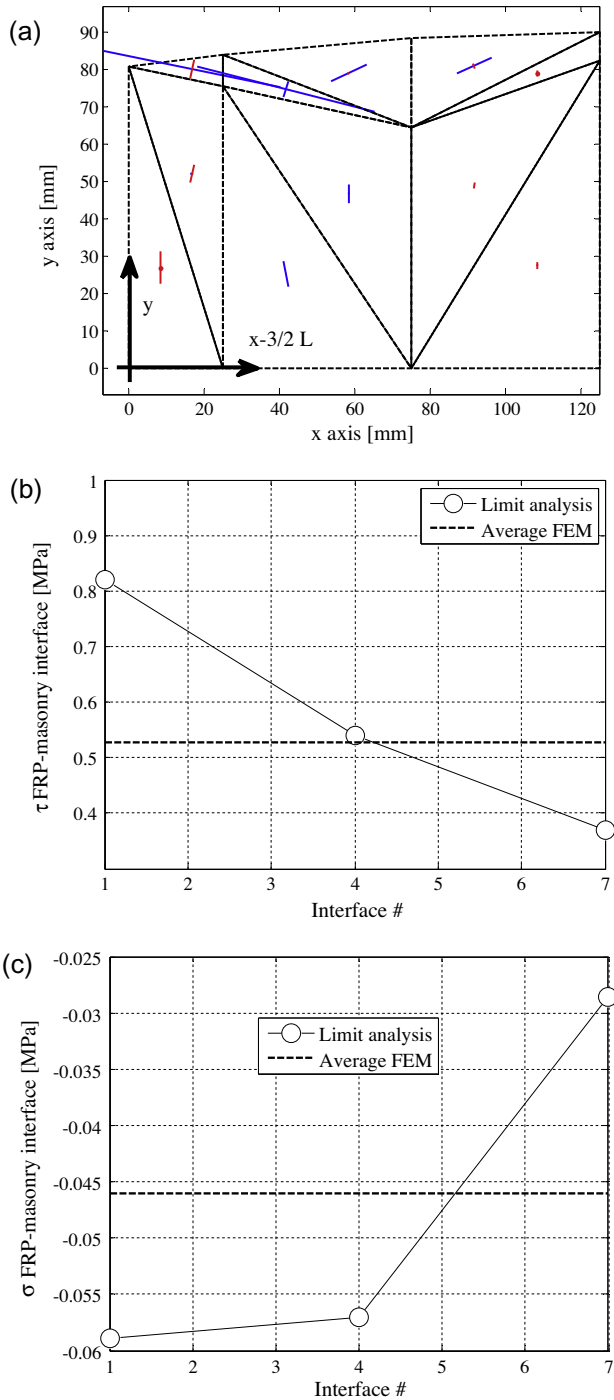 (a)
90
80
70
60
50
40
30
20
10
0
y axis [mm]
y
x-3/2 L
0 20 40 60 80 100 120
x axis [mm]
(b)
1
0.9
0.8
0.7
0.6
0.5
0.4
τ FRP-masonry interface [MPa]
Limit analysis
Average FEM
1 2 3 4 5 6 7
Interface #
(c)
-0.025
-0.03
-0.035
-0.04
-0.046
-0.05
-0.055
-0.06
σ FRP-masonry interface [MPa]
Limit analysis
Average FEM
1 2 3 4 5 6 7
Interface #